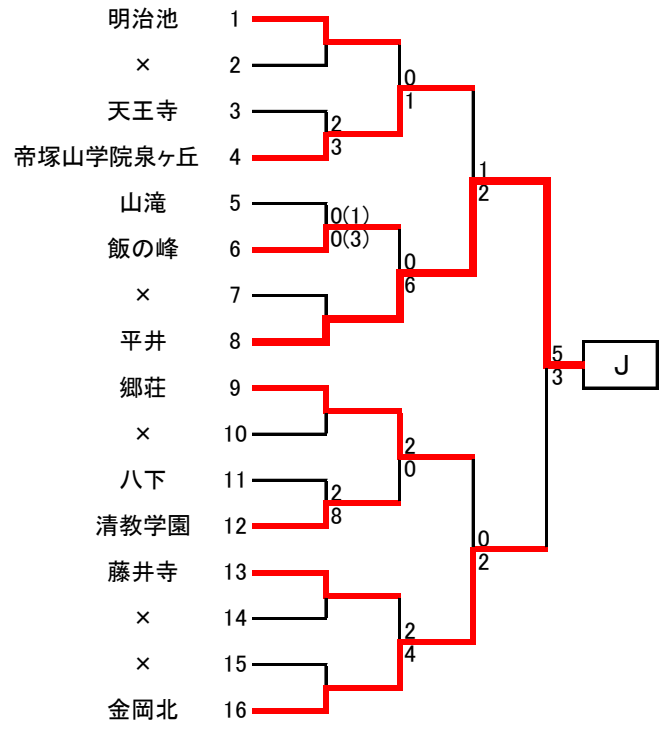 明治池 1
× 2
0
1
天王寺 3
2
3
帝塚山学院泉ヶ丘 4
1
2
山滝 5
0(1)
0(3)
飯の峰 6
0
6
× 7
平井 8
5
3
J
郷荘 9
× 10
2
0
八下 11
2
8
清教学園 12
0
2
藤井寺 13
× 14
2
4
× 15
金岡北 16